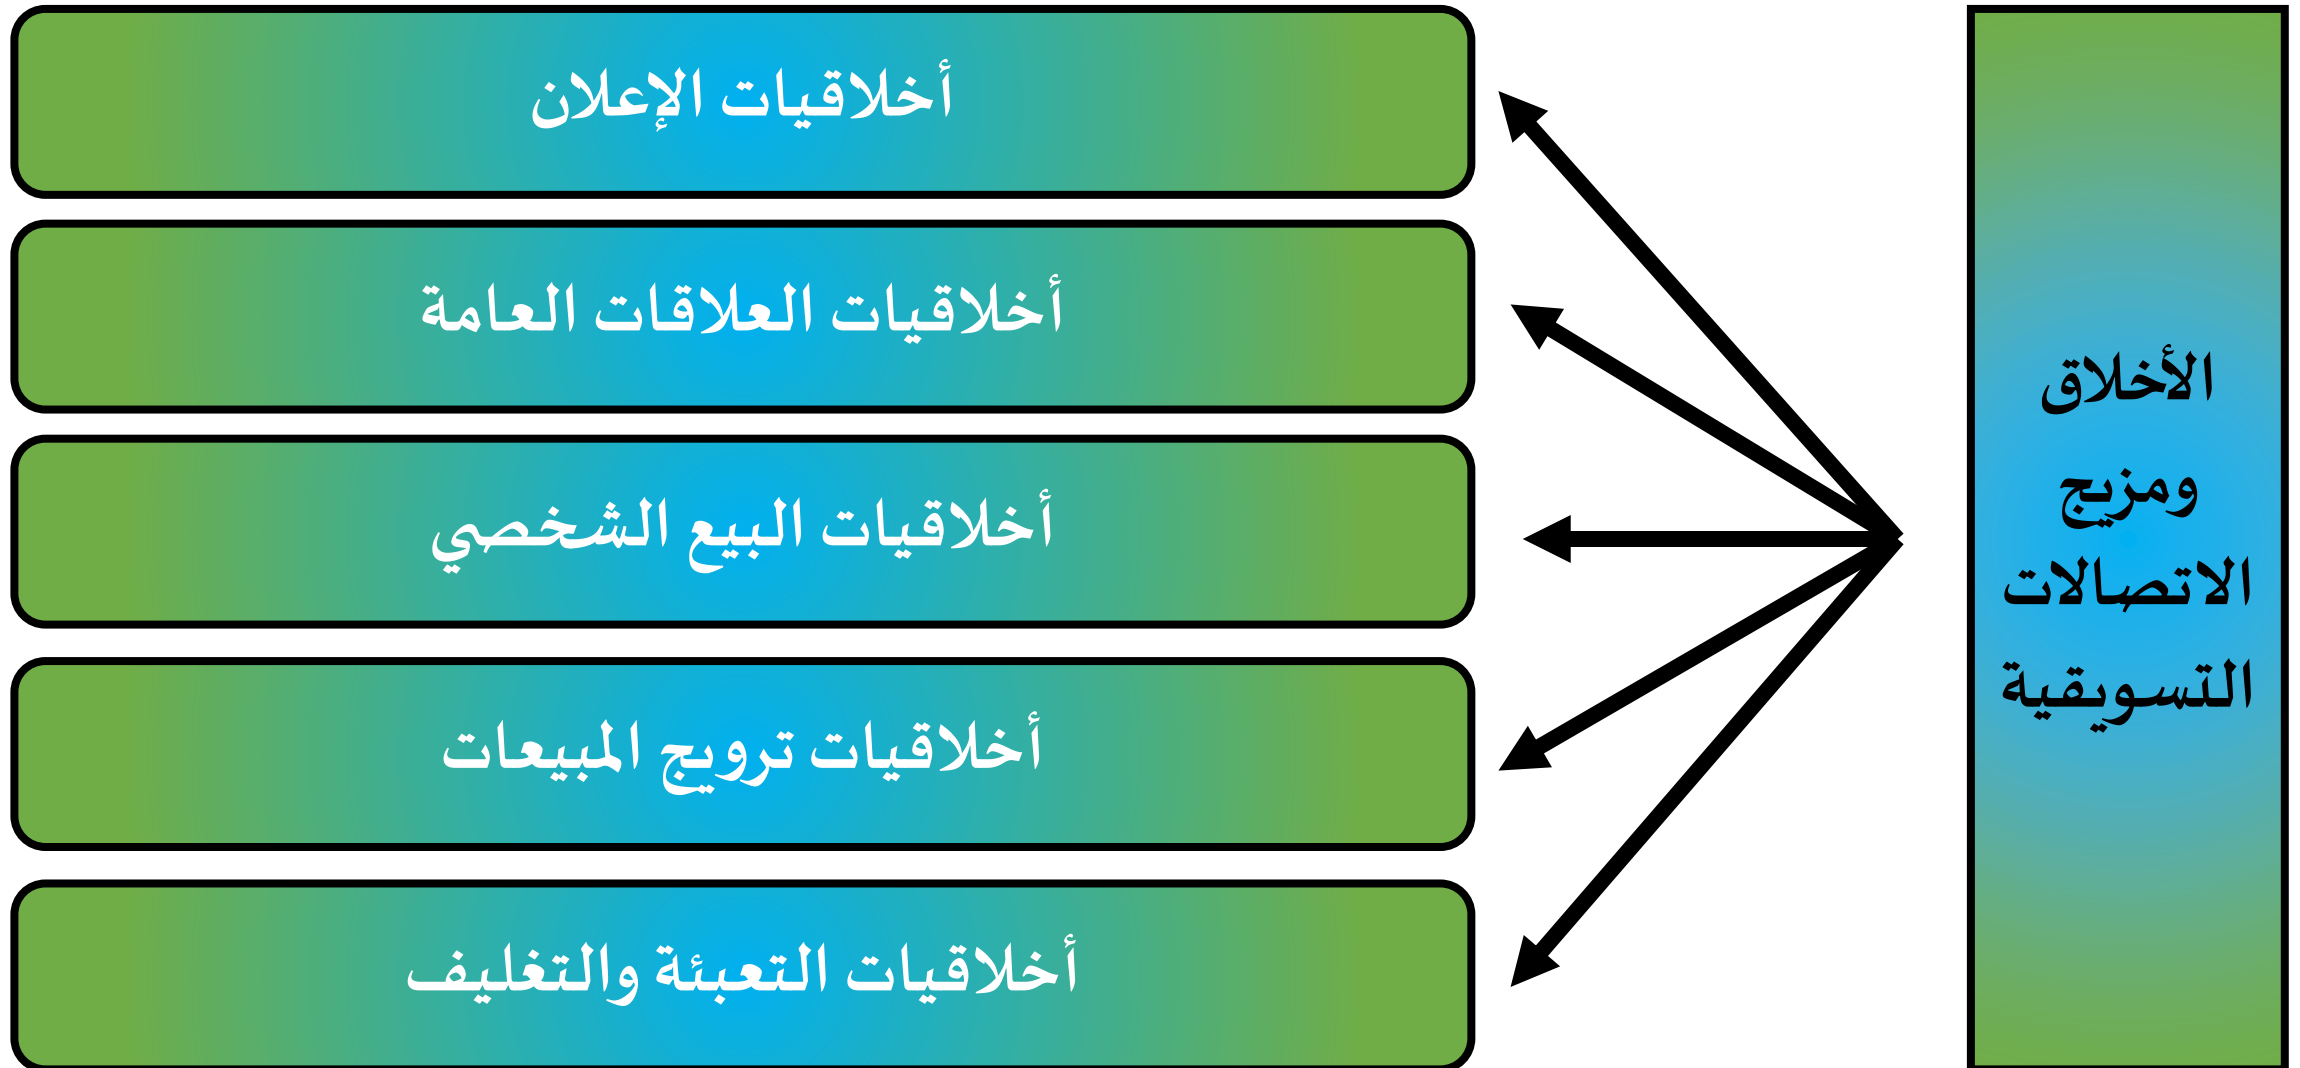 الأخلاق
ومزيج
الاتصالات
التسويقية
أخلاقيات الإعلان
أخلاقيات العلاقات العامة
أخلاقيات البيع الشخصي
أخلاقيات ترويج المبيعات
أخلاقيات التعبئة والتغليف